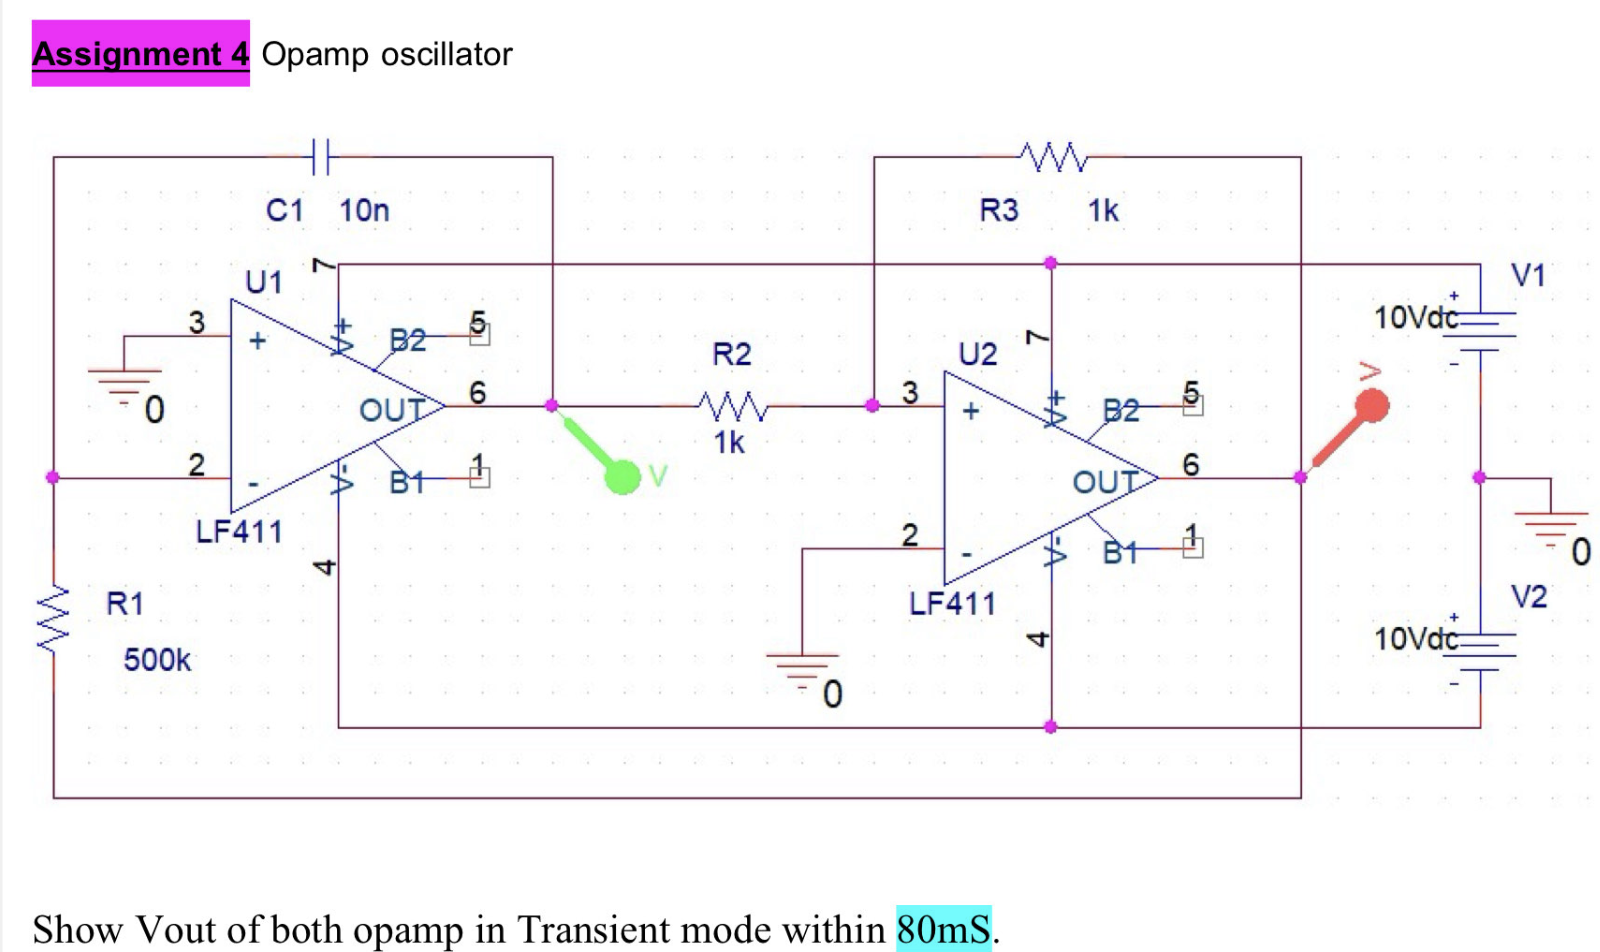 Assignment 4 Opamp oscillator
C1 10n
R3 1k
U1
7
V1
3
+
V+
B2
5
+
10Vdc
-
R2
U2
7
V
0
OUT
6
1k
3
+
V+
B2
5
V
2
-
V-
B1
1
OUT
6
LF411
4
2
-
V-
B1
1
0
R1
500k
LF411
4
V2
+
10Vdc
-
0
Show Vout of both opamp in Transient mode within 80mS.